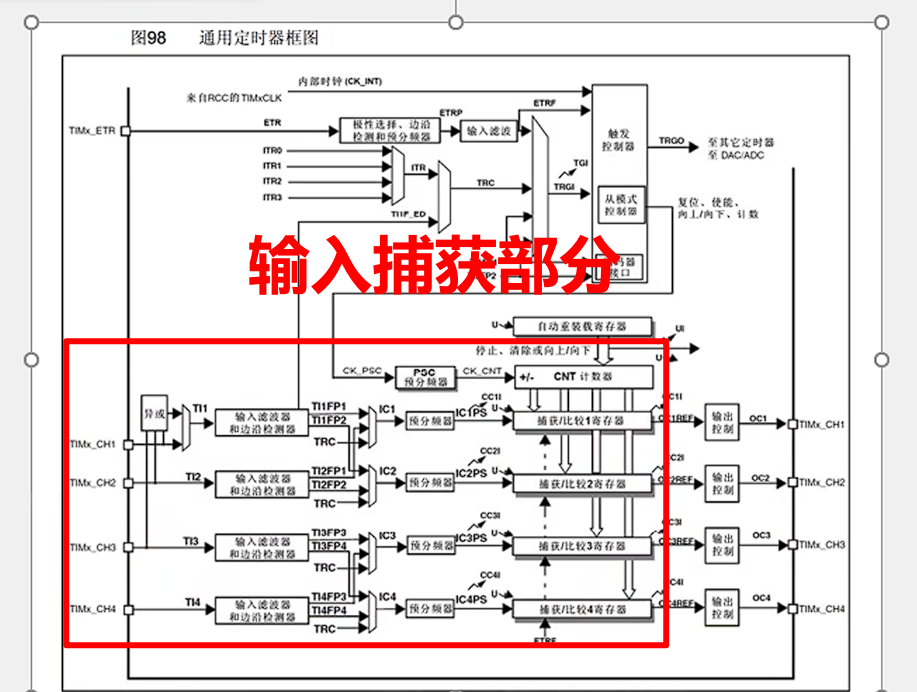 图98 通用定时器框图
内部时钟 (CK_INT)
来自RCC的TIMxCLK
ETRF
ETR
ETRP
TIMx_ETR
极性选择、边沿
检测和预分频器
输入滤波
触发
控制器
TRGO
至其它定时器
至 DAC/ADC
ITR0
ITR1
ITR2
ITR3
ITR
TRC
TGI
TRGI
TI1F_ED
从模式
控制器
复位、使能、
向上/向下、计数
输入捕获部分
接口
U
自动重装载寄存器
UI
停止、清除或向上/向下
U
CK_PSC
PSC
预分频器
CK_CNT
+/-
CNT 计数器
异或
TI1
输入滤波器
和边沿检测器
TI1FP1
TI1FP2
TRC
IC1
预分频器
IC1PS
CC1I
U
捕获/比较1寄存器
CC1I
OC1REF
输出
控制
OC1
TIMx_CH1
TIMx_CH1
TIMx_CH2
TI2
输入滤波器
和边沿检测器
TI2FP1
TI2FP2
TRC
IC2
预分频器
IC2PS
CC2I
U
捕获/比较2寄存器
OC2REF
输出
控制
OC2
TIMx_CH2
TIMx_CH3
TI3
输入滤波器
和边沿检测器
TI3FP3
TI3FP4
TRC
IC3
预分频器
IC3PS
CC3I
U
捕获/比较3寄存器
OC3REF
输出
控制
OC3
TIMx_CH3
TIMx_CH4
TI4
输入滤波器
和边沿检测器
TI4FP3
TI4FP4
TRC
IC4
预分频器
IC4PS
CC4I
U
捕获/比较4寄存器
OC4REF
输出
控制
OC4
TIMx_CH4
ETRF